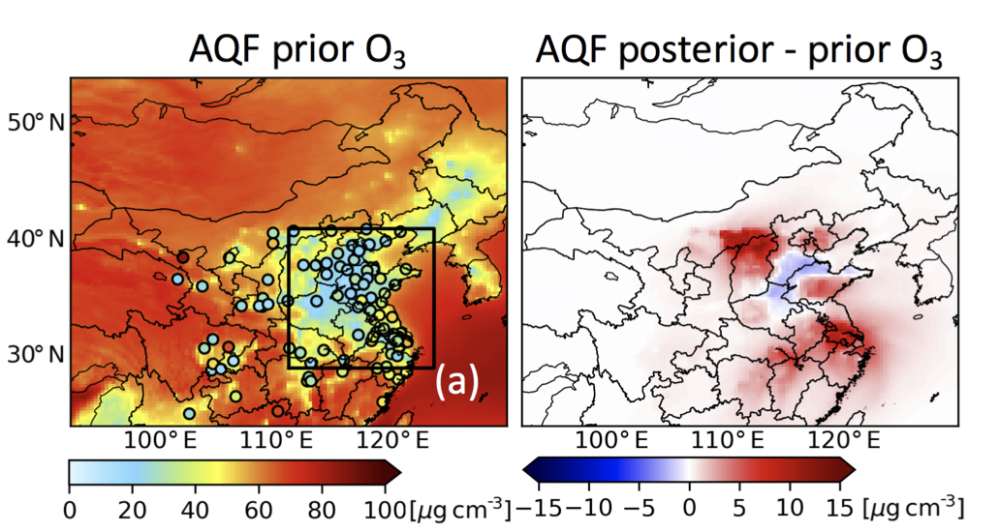 AQF prior O₃
AQF posterior - prior O₃
50° N
40° N
30° N
(a)
100° E 110° E 120° E
100° E 110° E 120° E
0 20 40 60 80 100 [μg cm⁻³]
−15 −10 −5 0 5 10 15 [μg cm⁻³]